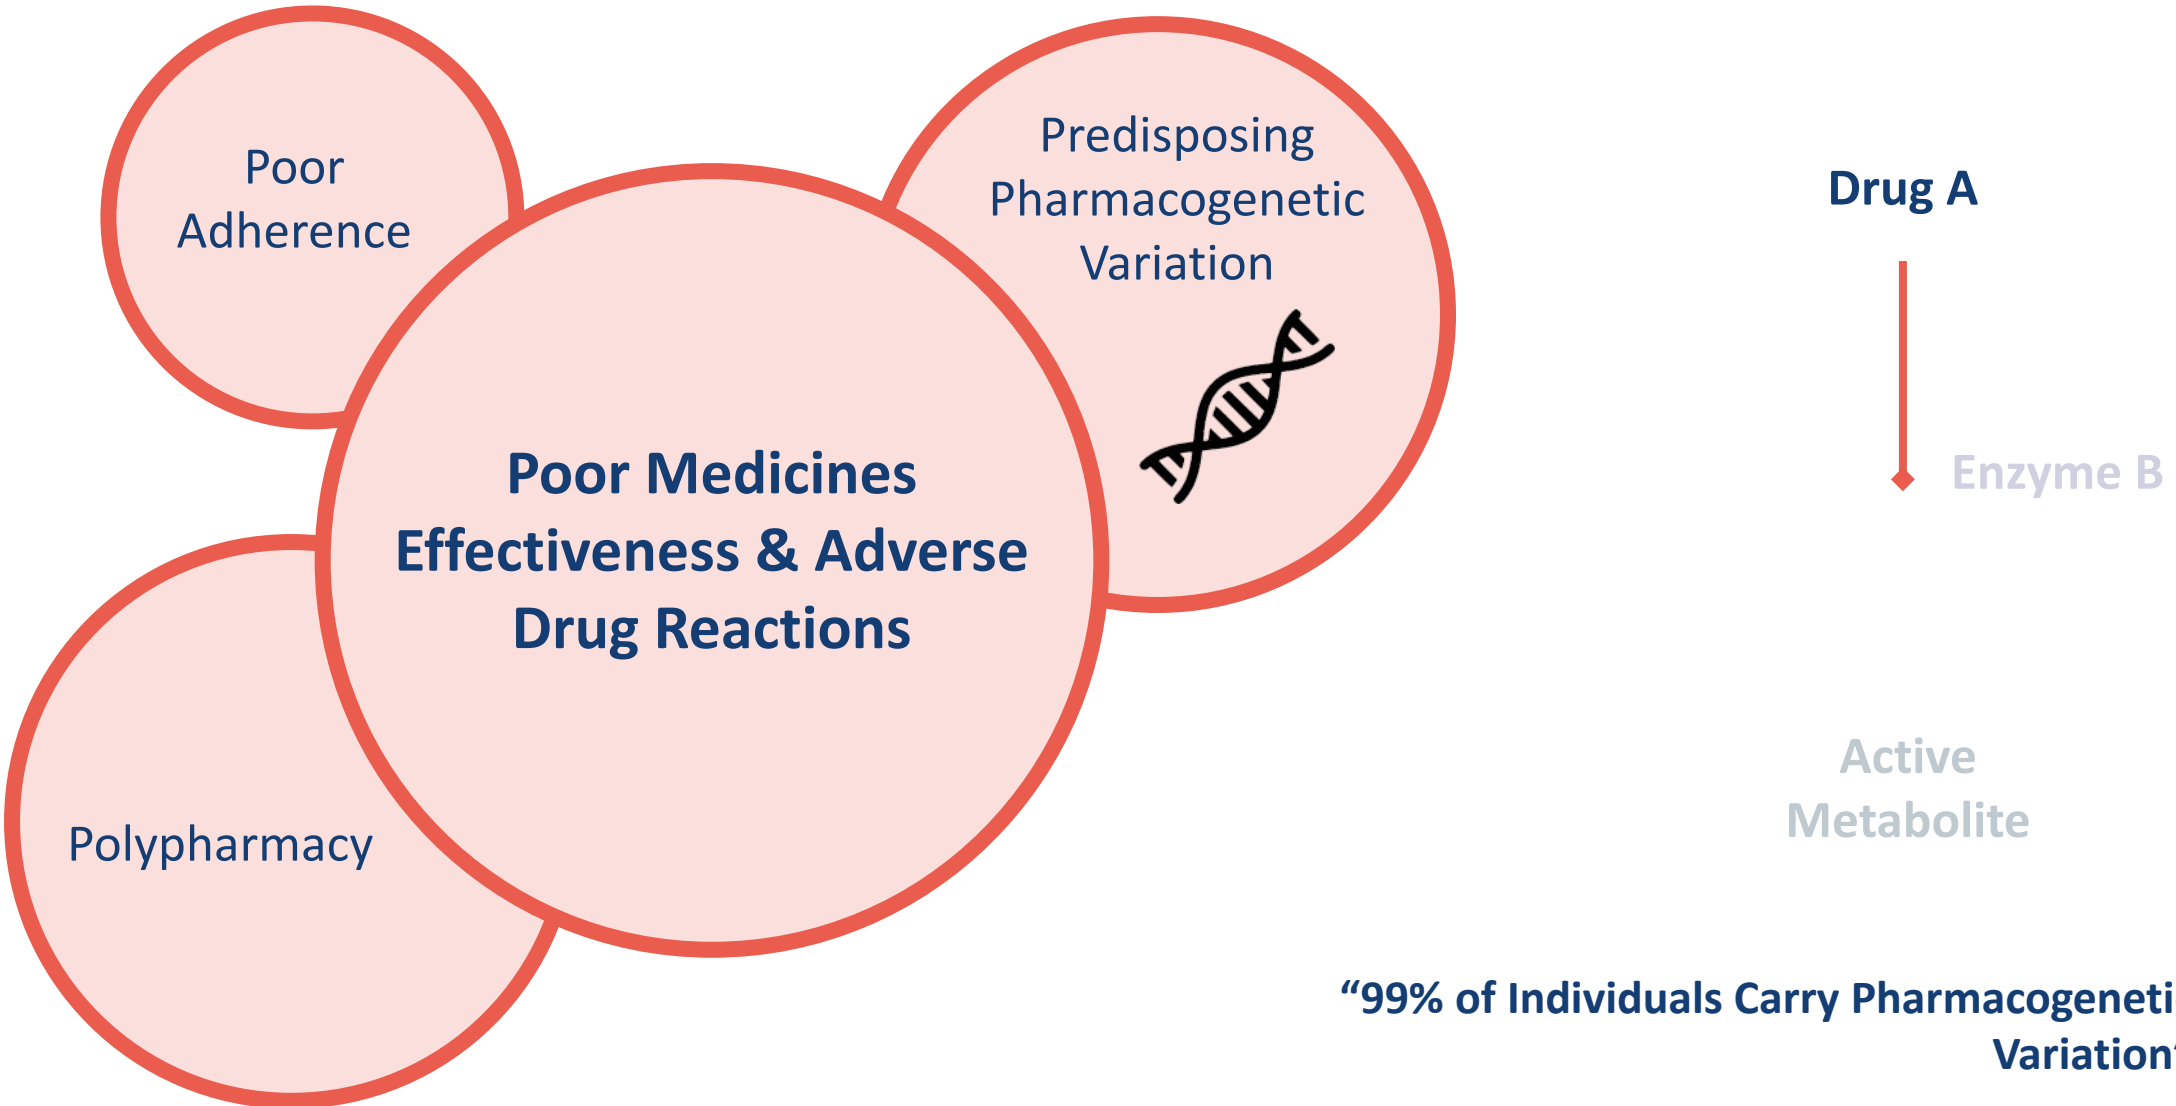 Poor
Adherence
Predisposing
Pharmacogenetic
Variation
Poor Medicines
Effectiveness & Adverse
Drug Reactions
Polypharmacy
Drug A
Enzyme B
Active
Metabolite
“99% of Individuals Carry Pharmacogeneti
Variation”